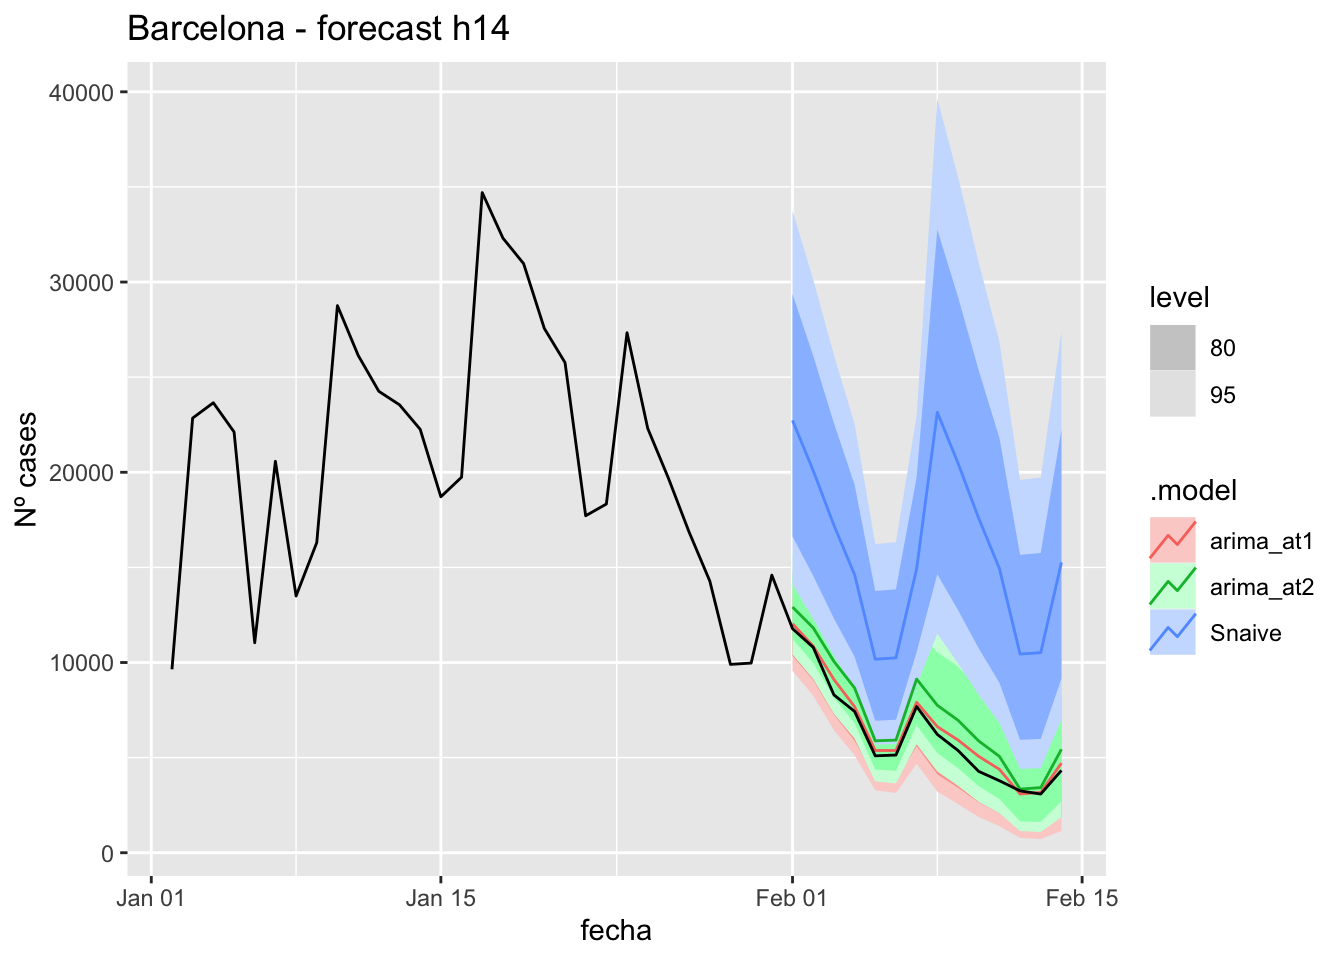 Barcelona - forecast h14
Nº cases
40000
30000
20000
10000
0
Jan 01
Jan 15
Feb 01
Feb 15
fecha
level
80
95
.model
arima_at1
arima_at2
Snaive